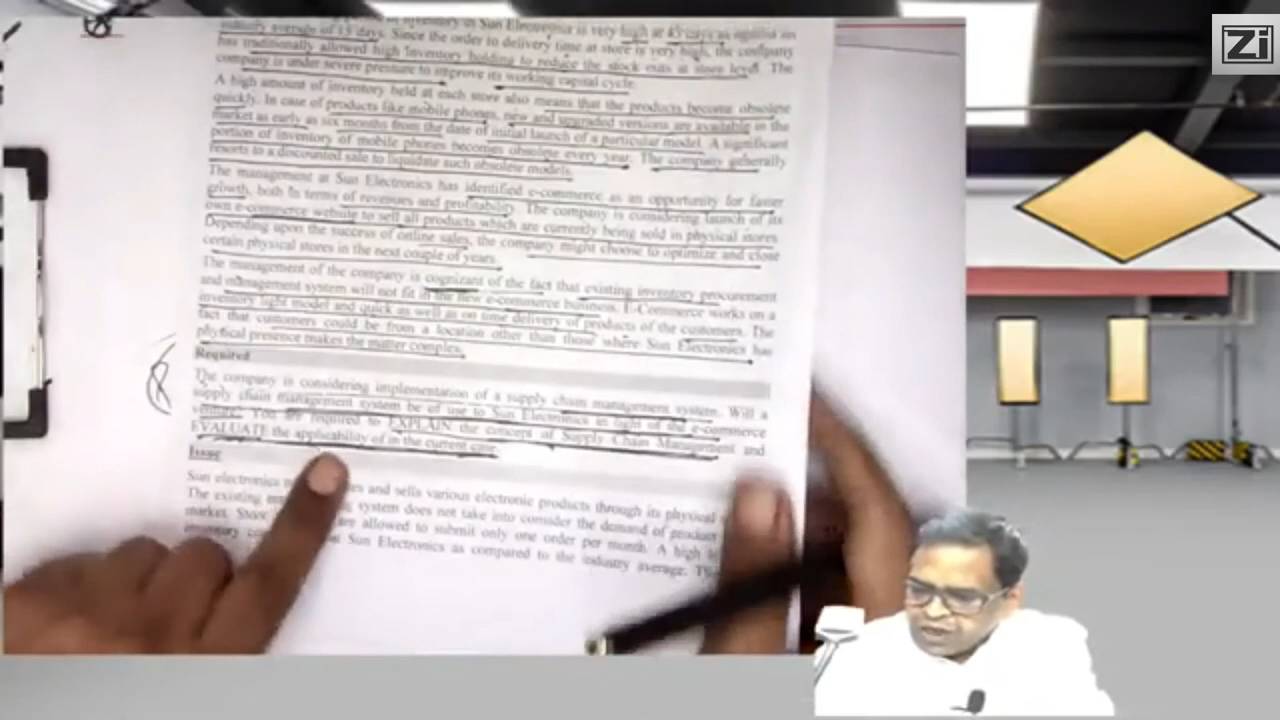 Zi
inventory in Sun Electronics is very high at 45 days as against an
industry average of 15 days. Since the order to delivery time at store is very high, the company
has traditionally allowed high Inventory holding to reduce the stock outs at store level. The
company is under severe pressure to improve its working capital cycle.
A high amount of inventory held at each store also means that the products become obsolete
quickly. In case of products like mobile phones, new and upgraded versions are available in the
market as early as six months from the date of initial launch of a particular model. A significant
portion of inventory of mobile phones becomes obsolete every year. The company generally
resorts to a discounted sale to liquidate such obsolete models.
The management at Sun Electronics has identified e-commerce as an opportunity for faster
growth, both In terms of revenues and profitability. The company is considering launch of its
own e-commerce website to sell all products which are currently being sold in physical stores
Depending upon the success of online sales, the company might choose to optimize and close
certain physical stores in the next couple of years.
The management of the company is cognizant of the fact that existing inventory procurement
and management system will not fit in the new e-commerce business. E-Commerce works on a
inventory light model and quick as well as on time delivery of products of the customers. The
fact that customers could be from a location other than those where Sun Electronics has
physical presence makes the matter complex.
Required
The company is considering implementation of a supply chain management system. Will a
supply chain management system be of use to Sun Electronics in light of the e-commerce
venture? You are required to EXPLAIN the concept of Supply Chain Management and
EVALUATE the applicability of in the current case.
Issue
Sun electronics and sells various electronic products through its physical
The existing system does not take into consider the demand of product
market. Store are allowed to submit only one order per month. A high
inventory Sun Electronics as compared to the industry average.